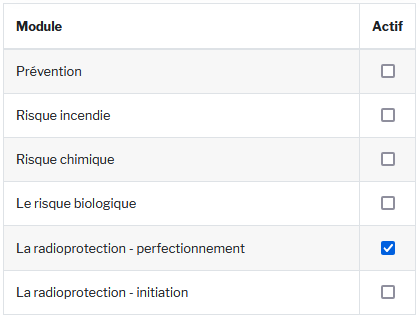 Module Actif
Prévention
Risque incendie
Risque chimique
Le risque biologique
La radioprotection - perfectionnement
La radioprotection - initiation